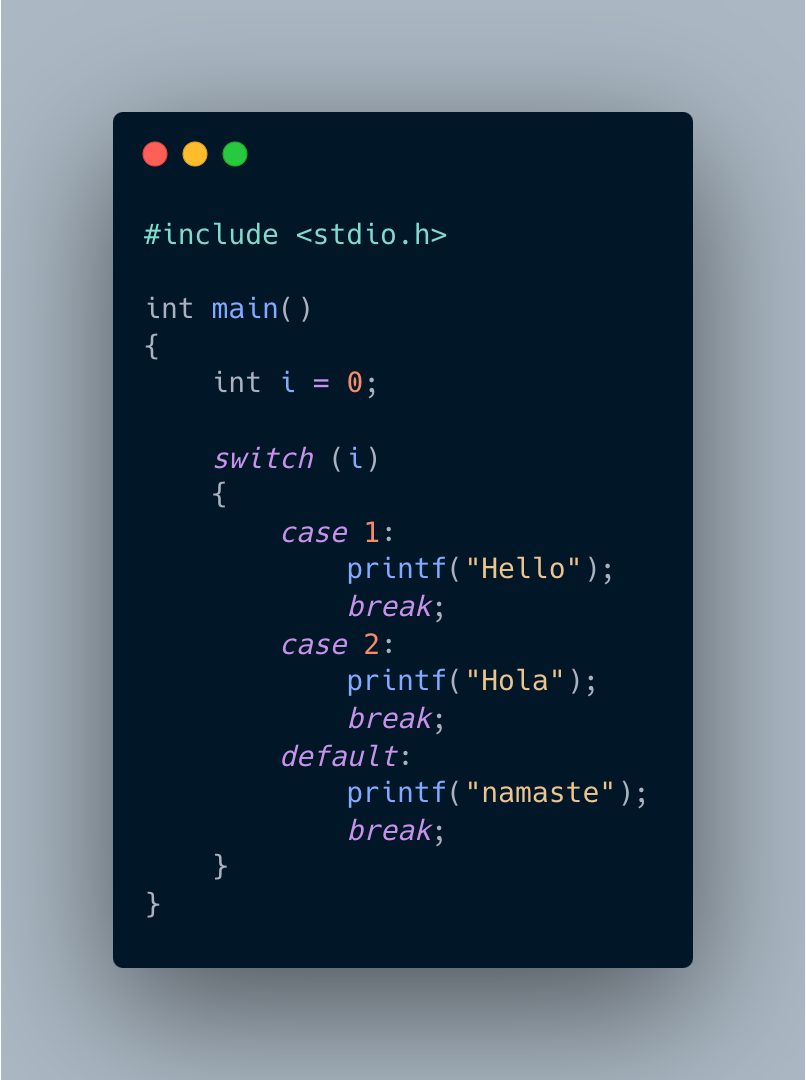 #include <stdio.h>

int main()
{
    int i = 0;

    switch (i)
    {
        case 1:
            printf("Hello");
            break;
        case 2:
            printf("Hola");
            break;
        default:
            printf("namaste");
            break;
    }
}